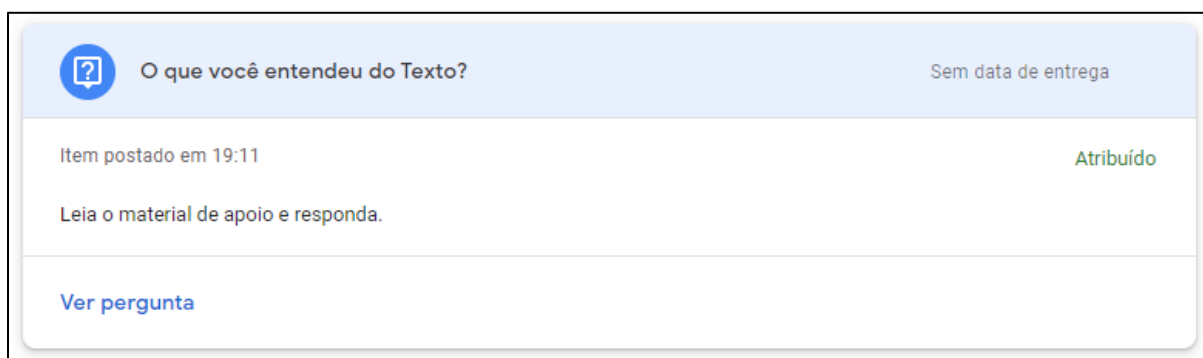 O que você entendeu do Texto?
Sem data de entrega
Item postado em 19:11
Atribuído
Leia o material de apoio e responda.
Ver pergunta